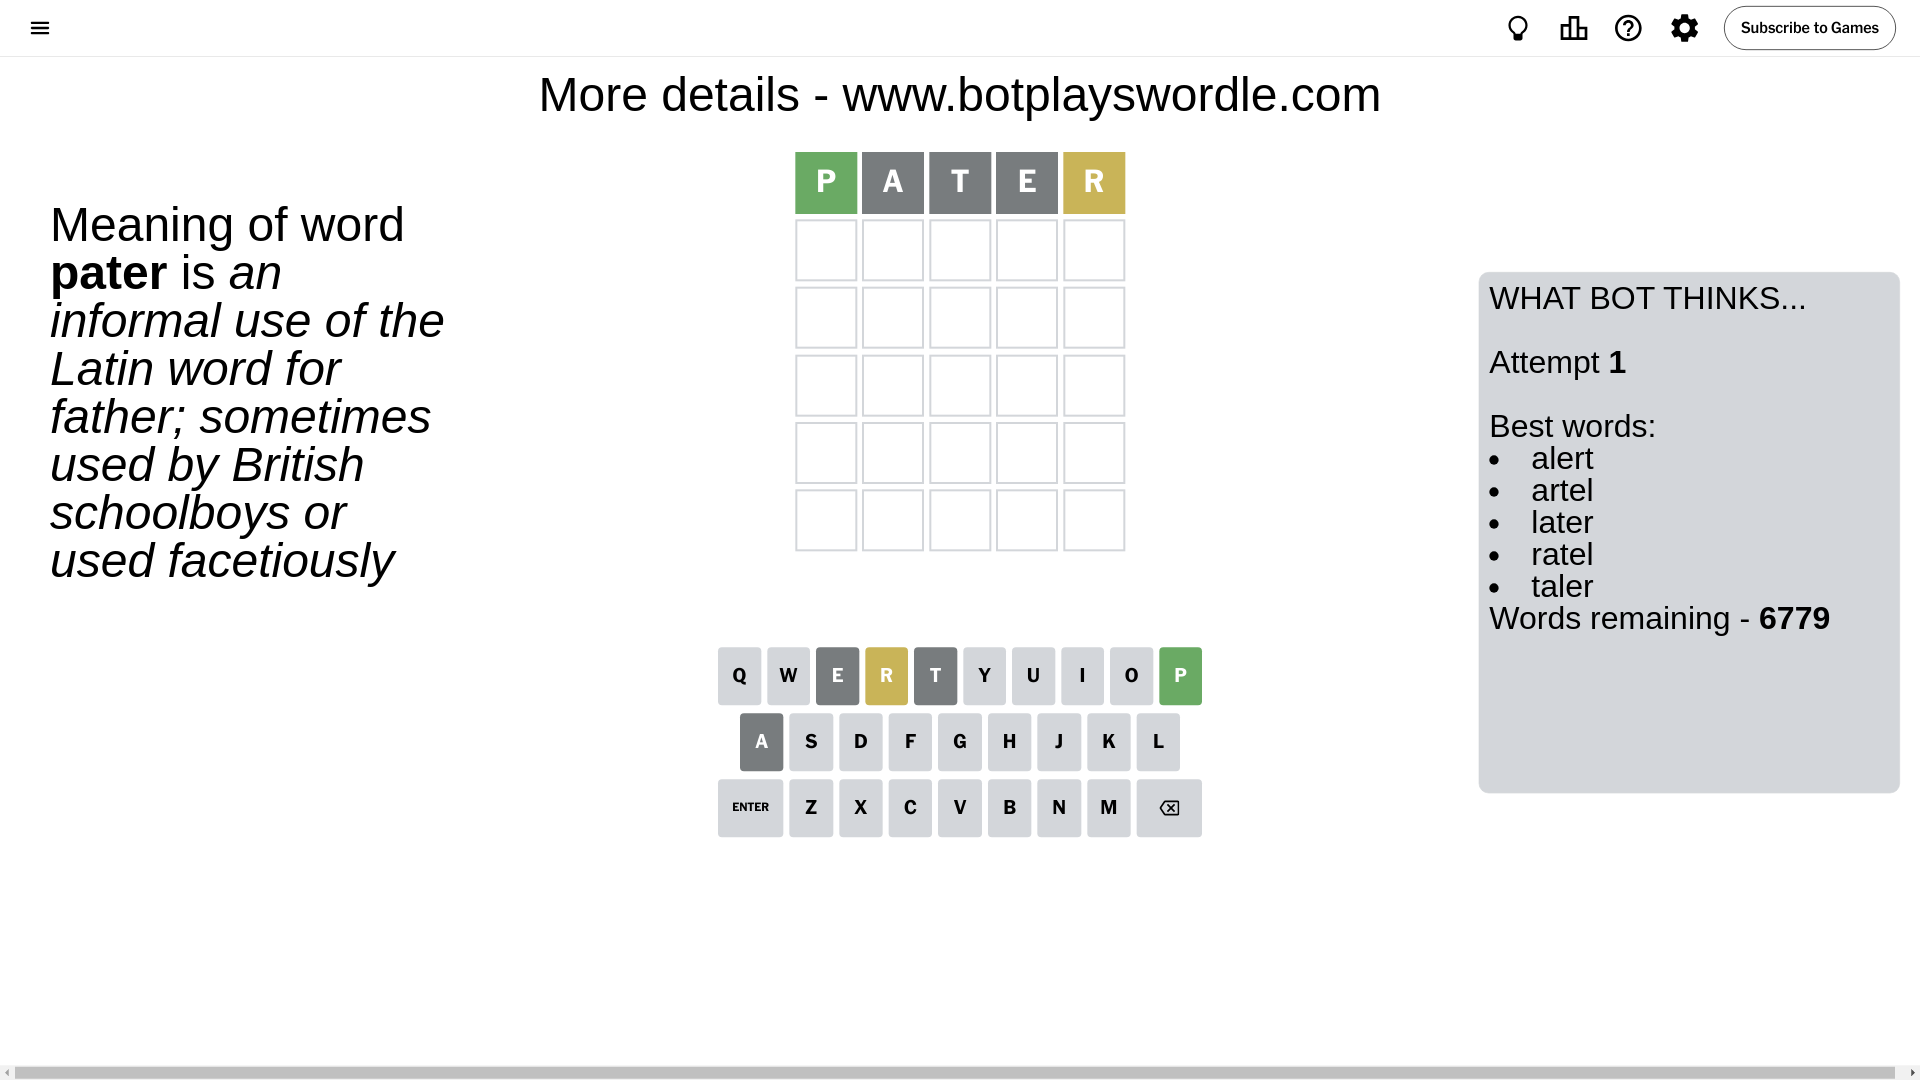 Subscribe to Games
More details - www.botplayswordle.com
P A T E R
Meaning of word
pater is an
informal use of the
Latin word for
father; sometimes
used by British
schoolboys or
used facetiously
WHAT BOT THINKS...
Attempt 1
Best words:
• alert
• artel
• later
• ratel
• taler
Words remaining - 6779
Q W E R T Y U I O P
A S D F G H J K L
ENTER Z X C V B N M